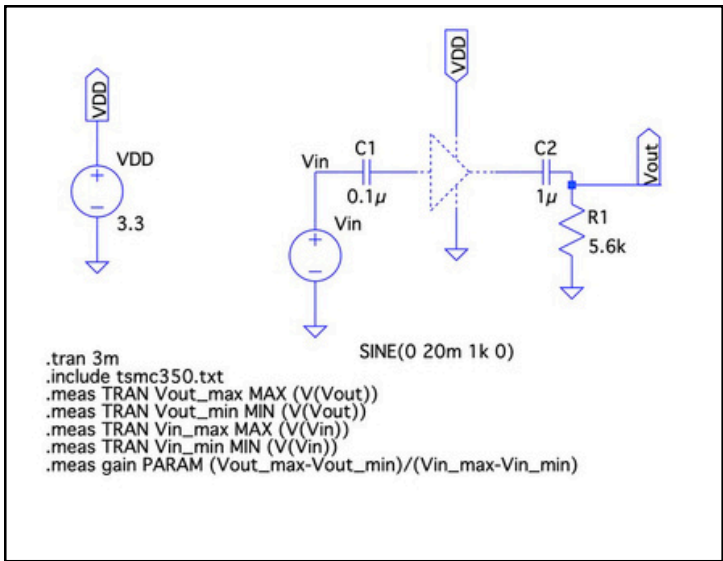 VDD
VDD
3.3
VDD
Vin
C1
0.1µ
Vin
C2
1µ
Vout
R1
5.6k
SINE(0 20m 1k 0)
.tran 3m
.include tsmc350.txt
.meas TRAN Vout_max MAX (V(Vout))
.meas TRAN Vout_min MIN (V(Vout))
.meas TRAN Vin_max MAX (V(Vin))
.meas TRAN Vin_min MIN (V(Vin))
.meas gain PARAM (Vout_max-Vout_min)/(Vin_max-Vin_min)